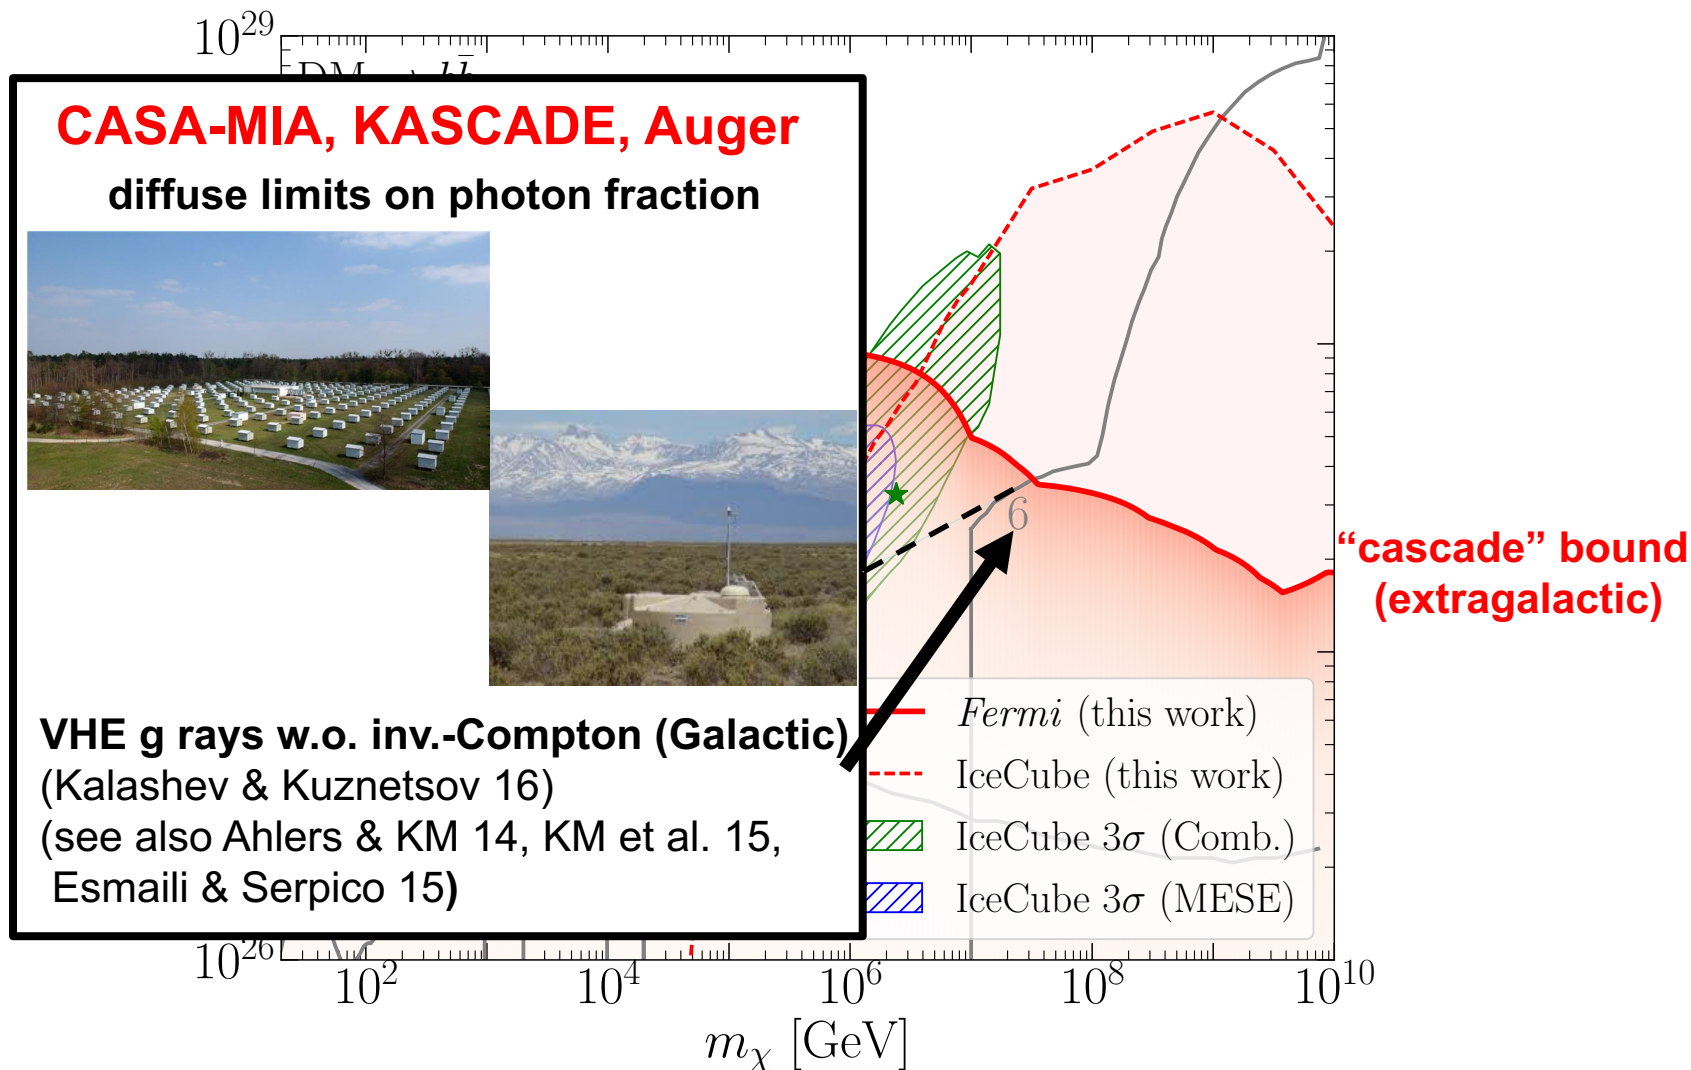 10^29
DM
CASA-MIA, KASCADE, Auger
diffuse limits on photon fraction
6
“cascade” bound
(extragalactic)
VHE g rays w.o. inv.-Compton (Galactic)
(Kalashev & Kuznetsov 16)
(see also Ahlers & KM 14, KM et al. 15,
Esmaili & Serpico 15)
Fermi (this work)
IceCube (this work)
IceCube 3σ (Comb.)
IceCube 3σ (MESE)
10^26
10^2 10^4 10^6 10^8 10^10
m_χ [GeV]